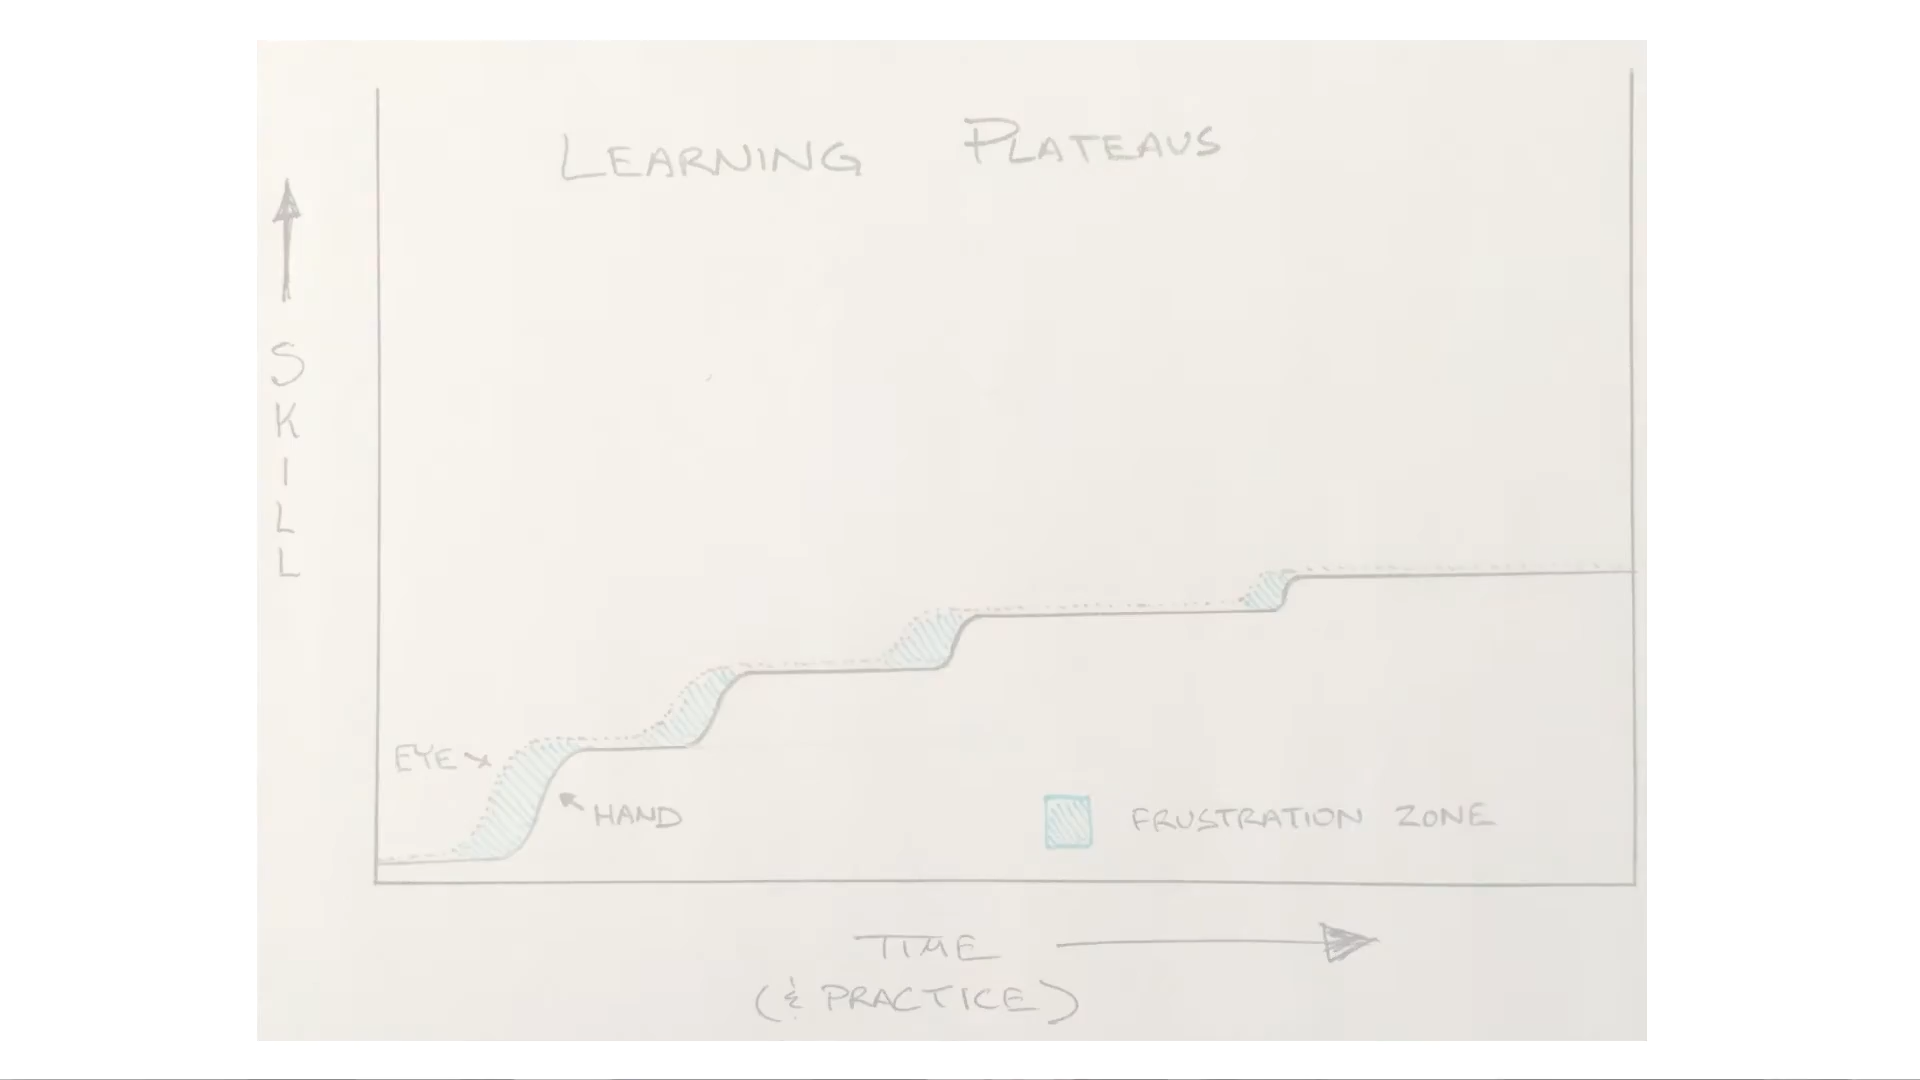 LEARNING PLATEAUS
SKILL
EYE
HAND
FRUSTRATION ZONE
TIME
(& PRACTICE)